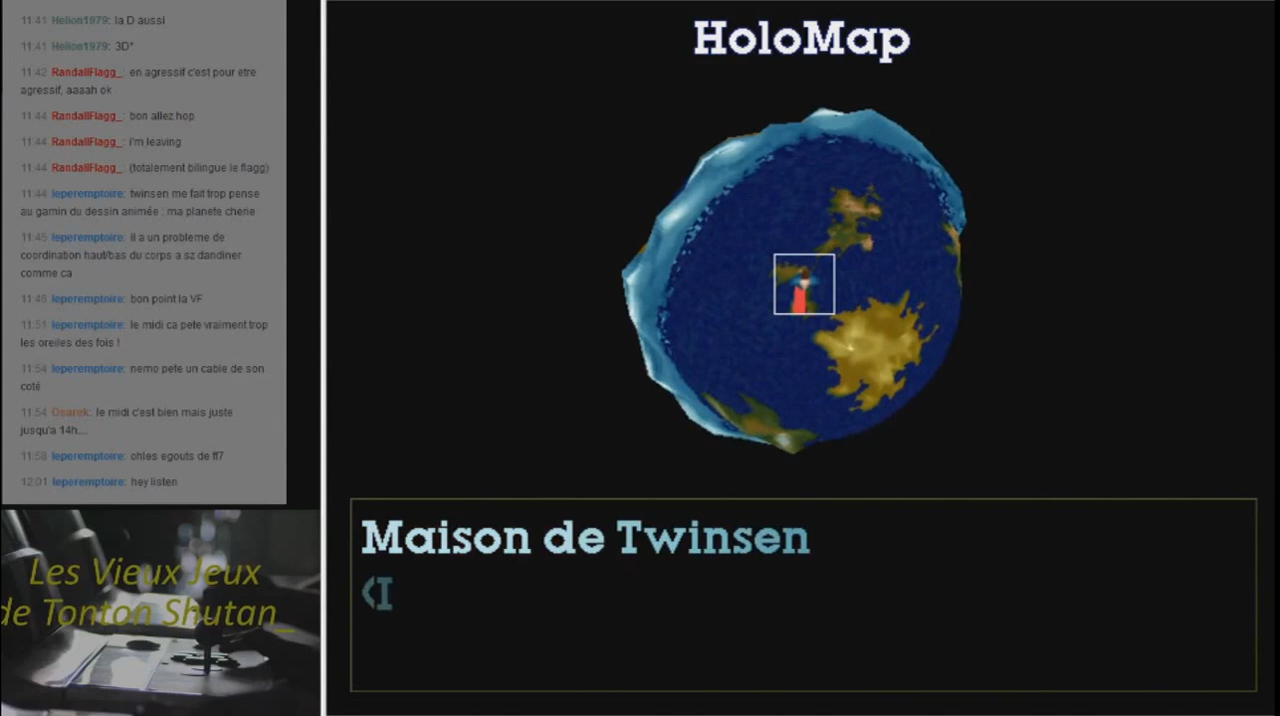 11:41 Helion1979: la D aussi
11:41 Helion1979: 3D*
11:42 RandallFlagg_: en agressif c'est pour etre
agressif, aaaah ok
11:44 RandallFlagg_: bon allez hop
11:44 RandallFlagg_: i'm leaving
11:44 RandallFlagg_: (totalement bilingue le flagg)
11:44 leperemptoire: twinsen me fait trop pense
au gamin du dessin animée : ma planete cherie
11:45 leperemptoire: il a un probleme de
coordination haut/bas du corps a sz dandiner
comme ca
11:46 leperemptoire: bon point la VF
11:51 leperemptoire: le midi ca pete vraiment trop
les oreiles des fois !
11:54 leperemptoire: nemo pete un cable de son
coté
11:54 Osarek: le midi c'est bien mais juste
jusqu'a 14h....
11:58 leperemptoire: ohles egouts de ff7
12:01 leperemptoire: hey listen
Les Vieux Jeux
de Tonton Shutan_
HoloMap
Maison de Twinsen
(I